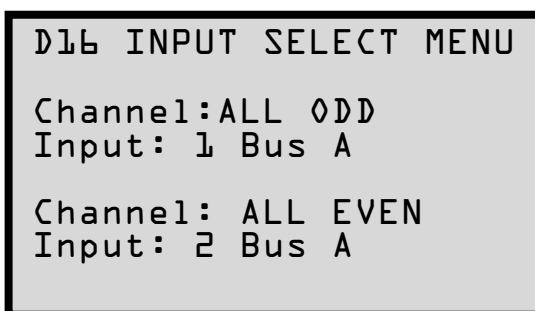 D16 INPUT SELECT MENU
Channel:ALL ODD
Input: 1 Bus A
Channel: ALL EVEN
Input: 2 Bus A